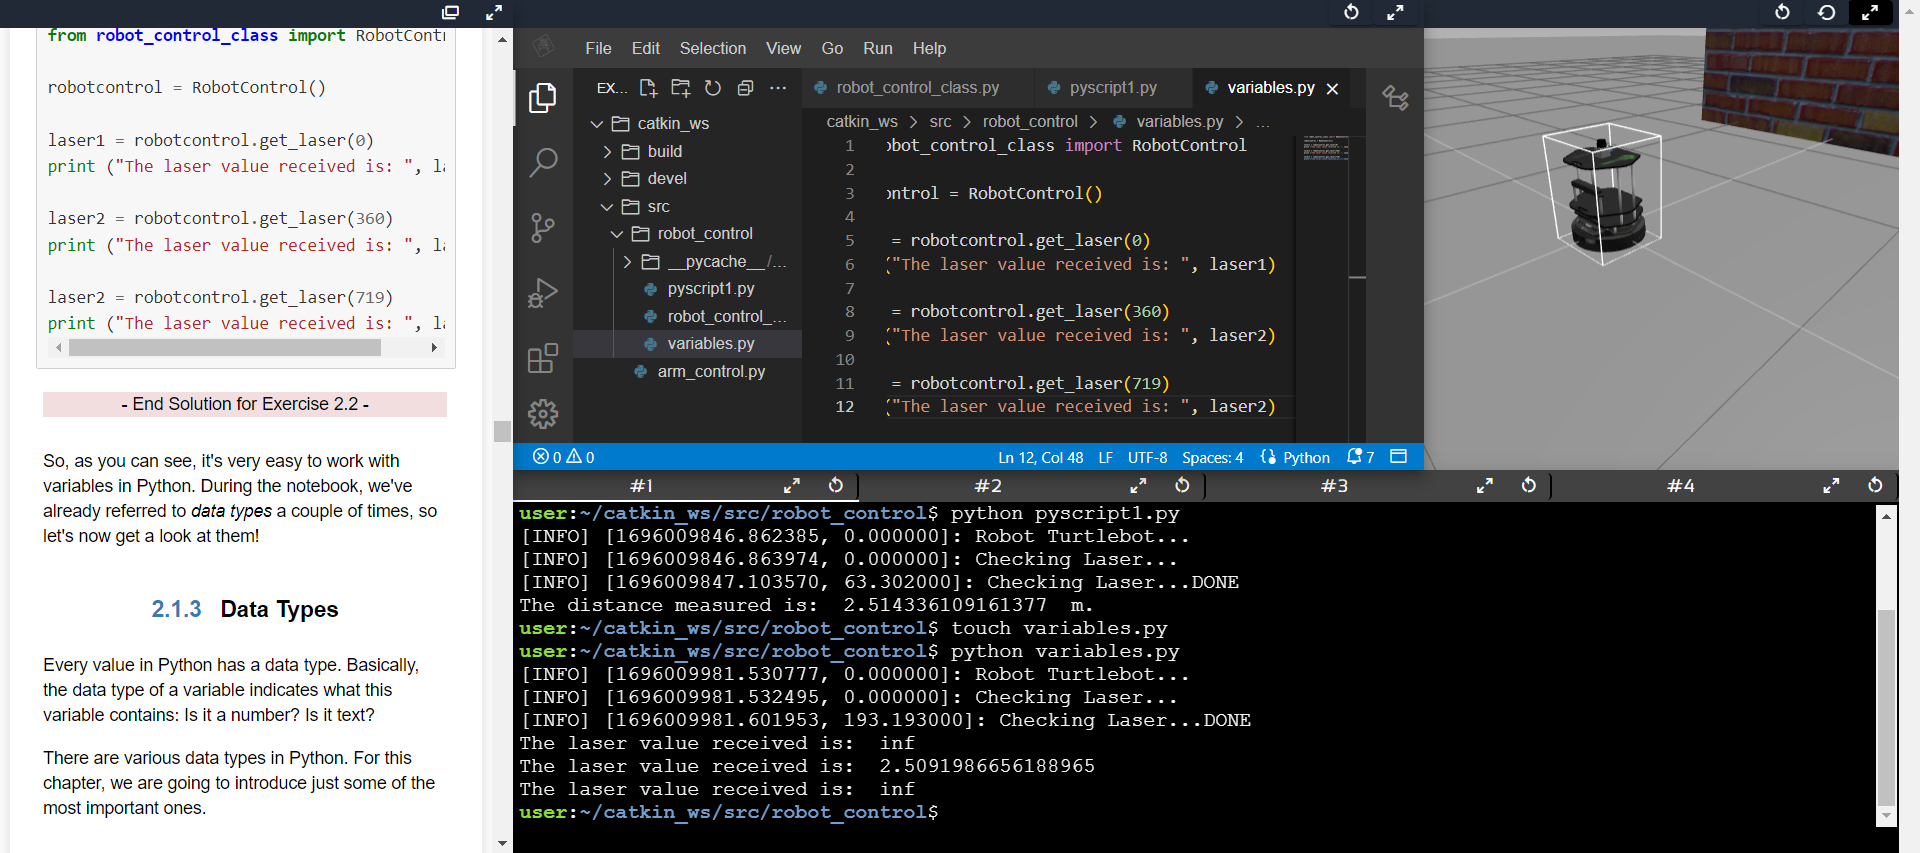 from robot_control_class import RobotContr
robotcontrol = RobotControl()
laser1 = robotcontrol.get_laser(0)
print ("The laser value received is: ", la
laser2 = robotcontrol.get_laser(360)
print ("The laser value received is: ", la
laser2 = robotcontrol.get_laser(719)
print ("The laser value received is: ", la
- End Solution for Exercise 2.2 -
So, as you can see, it's very easy to work with
variables in Python. During the notebook, we've
already referred to data types a couple of times, so
let's now get a look at them!
2.1.3 Data Types
Every value in Python has a data type. Basically,
the data type of a variable indicates what this
variable contains: Is it a number? Is it text?
There are various data types in Python. For this
chapter, we are going to introduce just some of the
most important ones.
File Edit Selection View Go Run Help
EX...
catkin_ws
build
devel
src
robot_control
__pycache__/...
pyscript1.py
robot_control_...
variables.py
arm_control.py
robot_control_class.py pyscript1.py variables.py
catkin_ws > src > robot_control > variables.py > ...
1 obot_control_class import RobotControl
2
3 ontrol = RobotControl()
4
5 = robotcontrol.get_laser(0)
6 ("The laser value received is: ", laser1)
7
8 = robotcontrol.get_laser(360)
9 ("The laser value received is: ", laser2)
10
11 = robotcontrol.get_laser(719)
12 ("The laser value received is: ", laser2)
0 0 Ln 12, Col 48 LF UTF-8 Spaces: 4 Python 7
#1 #2 #3 #4
user:~/catkin_ws/src/robot_control$ python pyscript1.py
[INFO] [1696009846.862385, 0.000000]: Robot Turtlebot...
[INFO] [1696009846.863974, 0.000000]: Checking Laser...
[INFO] [1696009847.103570, 63.302000]: Checking Laser...DONE
The distance measured is:  2.514336109161377  m.
user:~/catkin_ws/src/robot_control$ touch variables.py
user:~/catkin_ws/src/robot_control$ python variables.py
[INFO] [1696009981.530777, 0.000000]: Robot Turtlebot...
[INFO] [1696009981.532495, 0.000000]: Checking Laser...
[INFO] [1696009981.601953, 193.193000]: Checking Laser...DONE
The laser value received is:  inf
The laser value received is:  2.5091986656188965
The laser value received is:  inf
user:~/catkin_ws/src/robot_control$